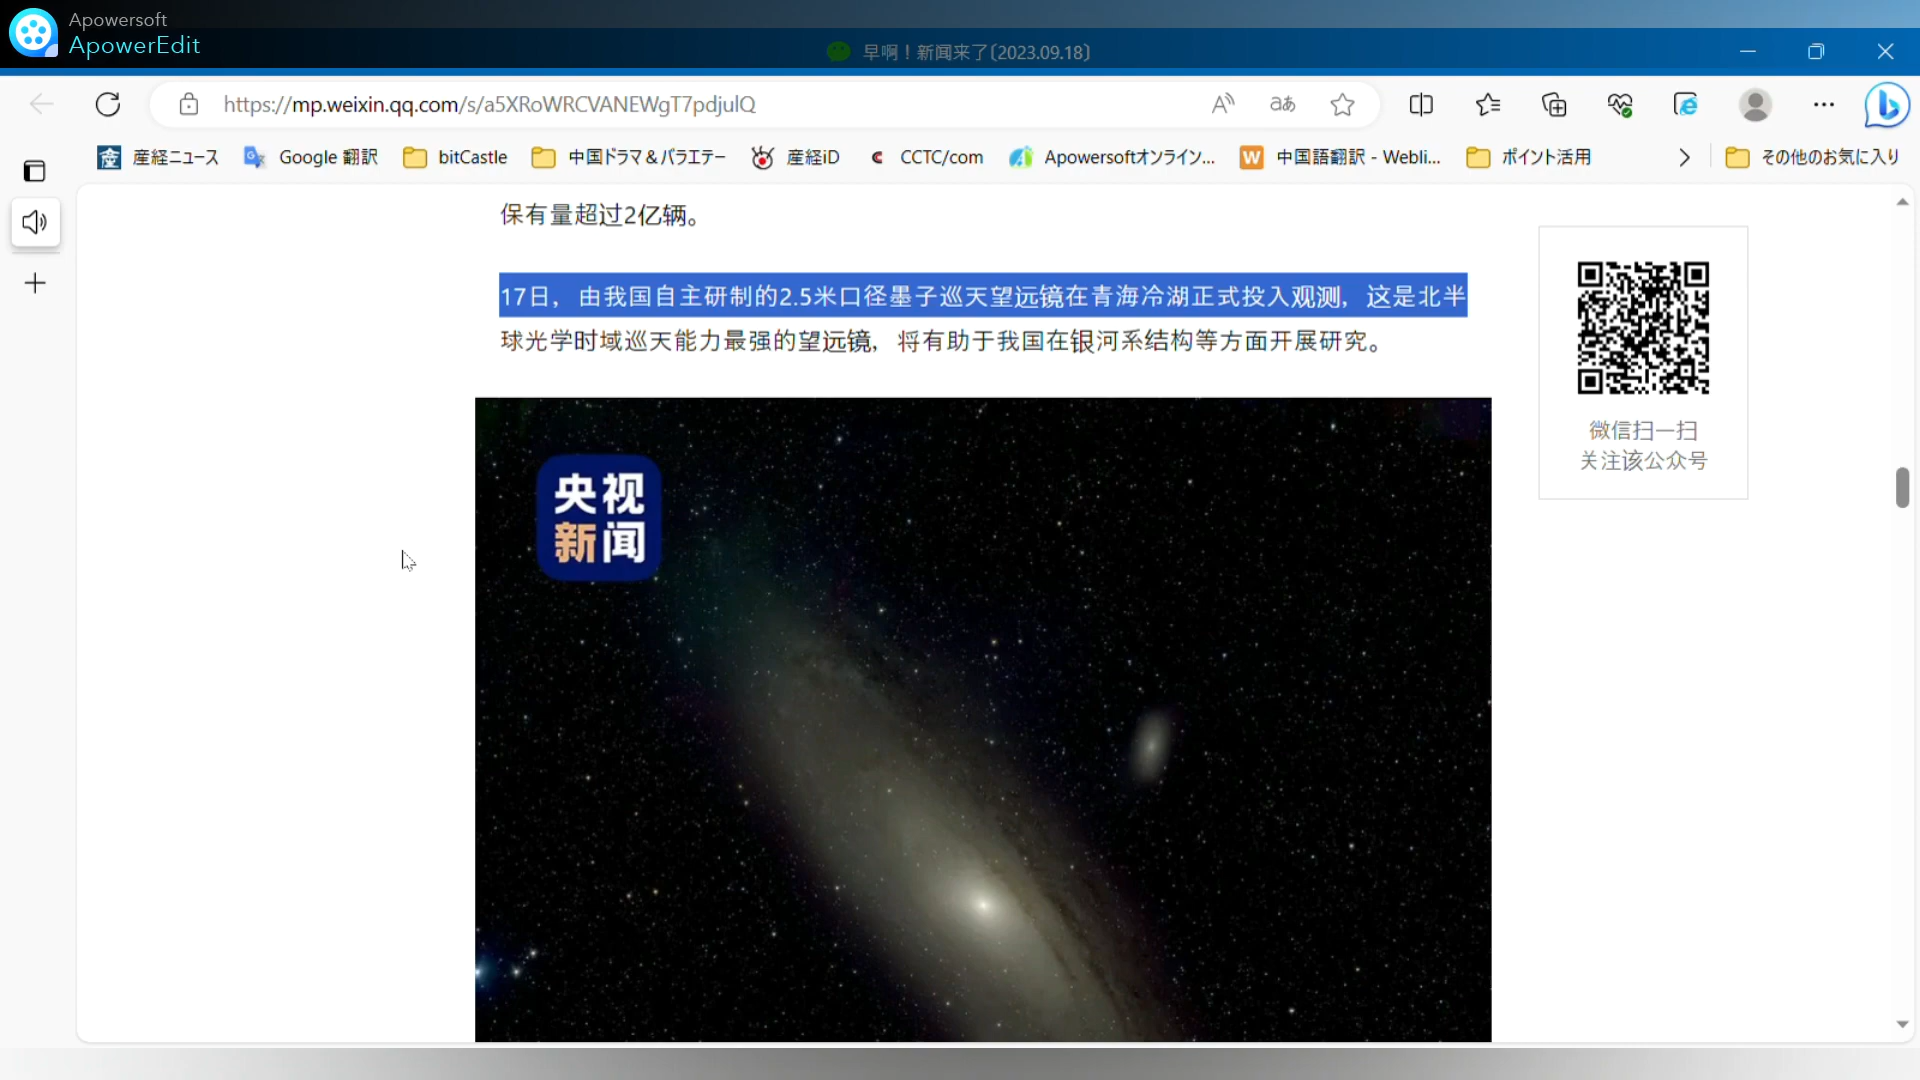 Apowersoft
ApowerEdit
早啊！新闻来了〔2023.09.18〕
https://mp.weixin.qq.com/s/a5XRoWRCVANEWgT7pdjulQ
産経ニュース
Google 翻訳
bitCastle
中国ドラマ＆バラエテー
産経iD
CCTC/com
Apowersoftオンライン...
中国語翻訳 - Webli...
ポイント活用
その他のお気に入り
保有量超过2亿辆。
17日，由我国自主研制的2.5米口径墨子巡天望远镜在青海冷湖正式投入观测，这是北半
球光学时域巡天能力最强的望远镜，将有助于我国在银河系结构等方面开展研究。
央视
新闻
微信扫一扫
关注该公众号